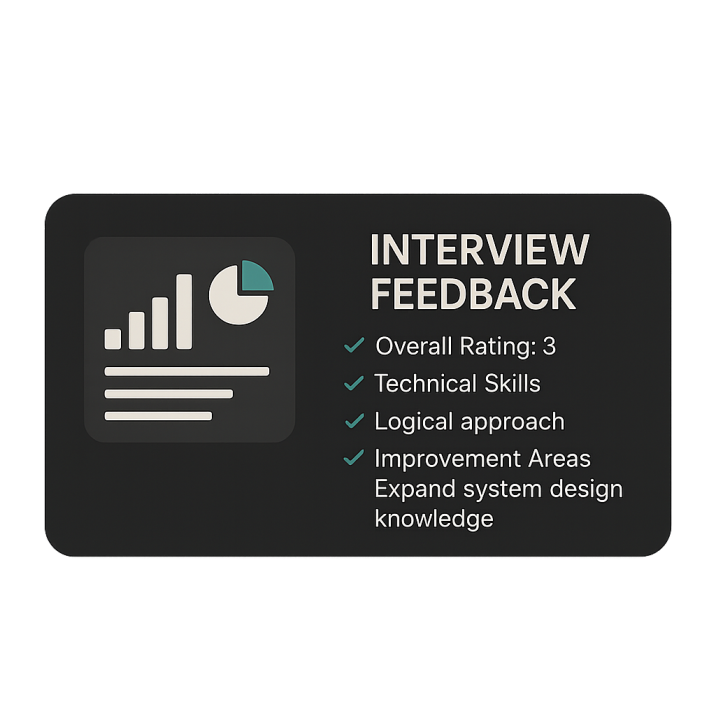 INTERVIEW
FEEDBACK
Overall Rating: 3
Technical Skills
Logical approach
Improvement Areas
Expand system design
knowledge